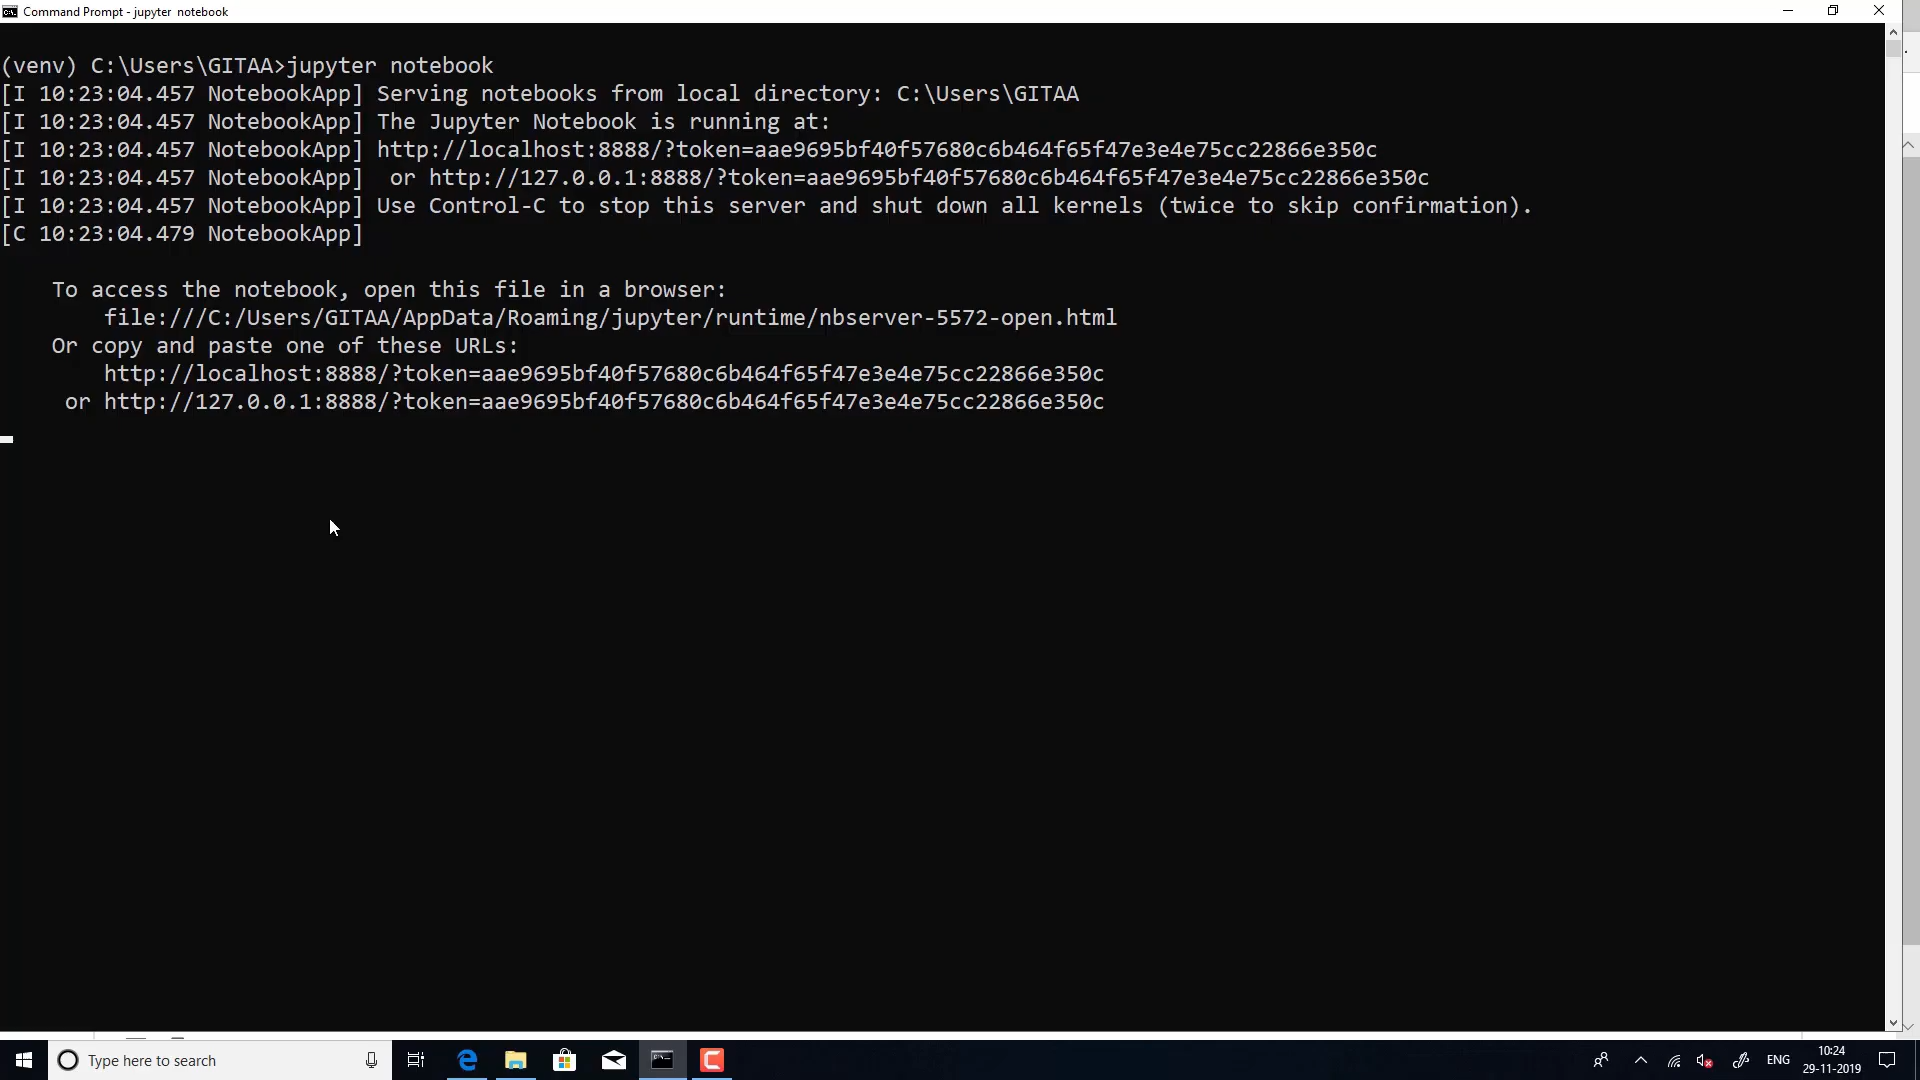 Command Prompt - jupyter  notebook
(venv) C:\Users\GITAA>jupyter notebook
[I 10:23:04.457 NotebookApp] Serving notebooks from local directory: C:\Users\GITAA
[I 10:23:04.457 NotebookApp] The Jupyter Notebook is running at:
[I 10:23:04.457 NotebookApp] http://localhost:8888/?token=aae9695bf40f57680c6b464f65f47e3e4e75cc22866e350c
[I 10:23:04.457 NotebookApp]  or http://127.0.0.1:8888/?token=aae9695bf40f57680c6b464f65f47e3e4e75cc22866e350c
[I 10:23:04.457 NotebookApp] Use Control-C to stop this server and shut down all kernels (twice to skip confirmation).
[C 10:23:04.479 NotebookApp]
To access the notebook, open this file in a browser:
file:///C:/Users/GITAA/AppData/Roaming/jupyter/runtime/nbserver-5572-open.html
Or copy and paste one of these URLs:
http://localhost:8888/?token=aae9695bf40f57680c6b464f65f47e3e4e75cc22866e350c
or http://127.0.0.1:8888/?token=aae9695bf40f57680c6b464f65f47e3e4e75cc22866e350c
Type here to search
ENG
10:24
29-11-2019